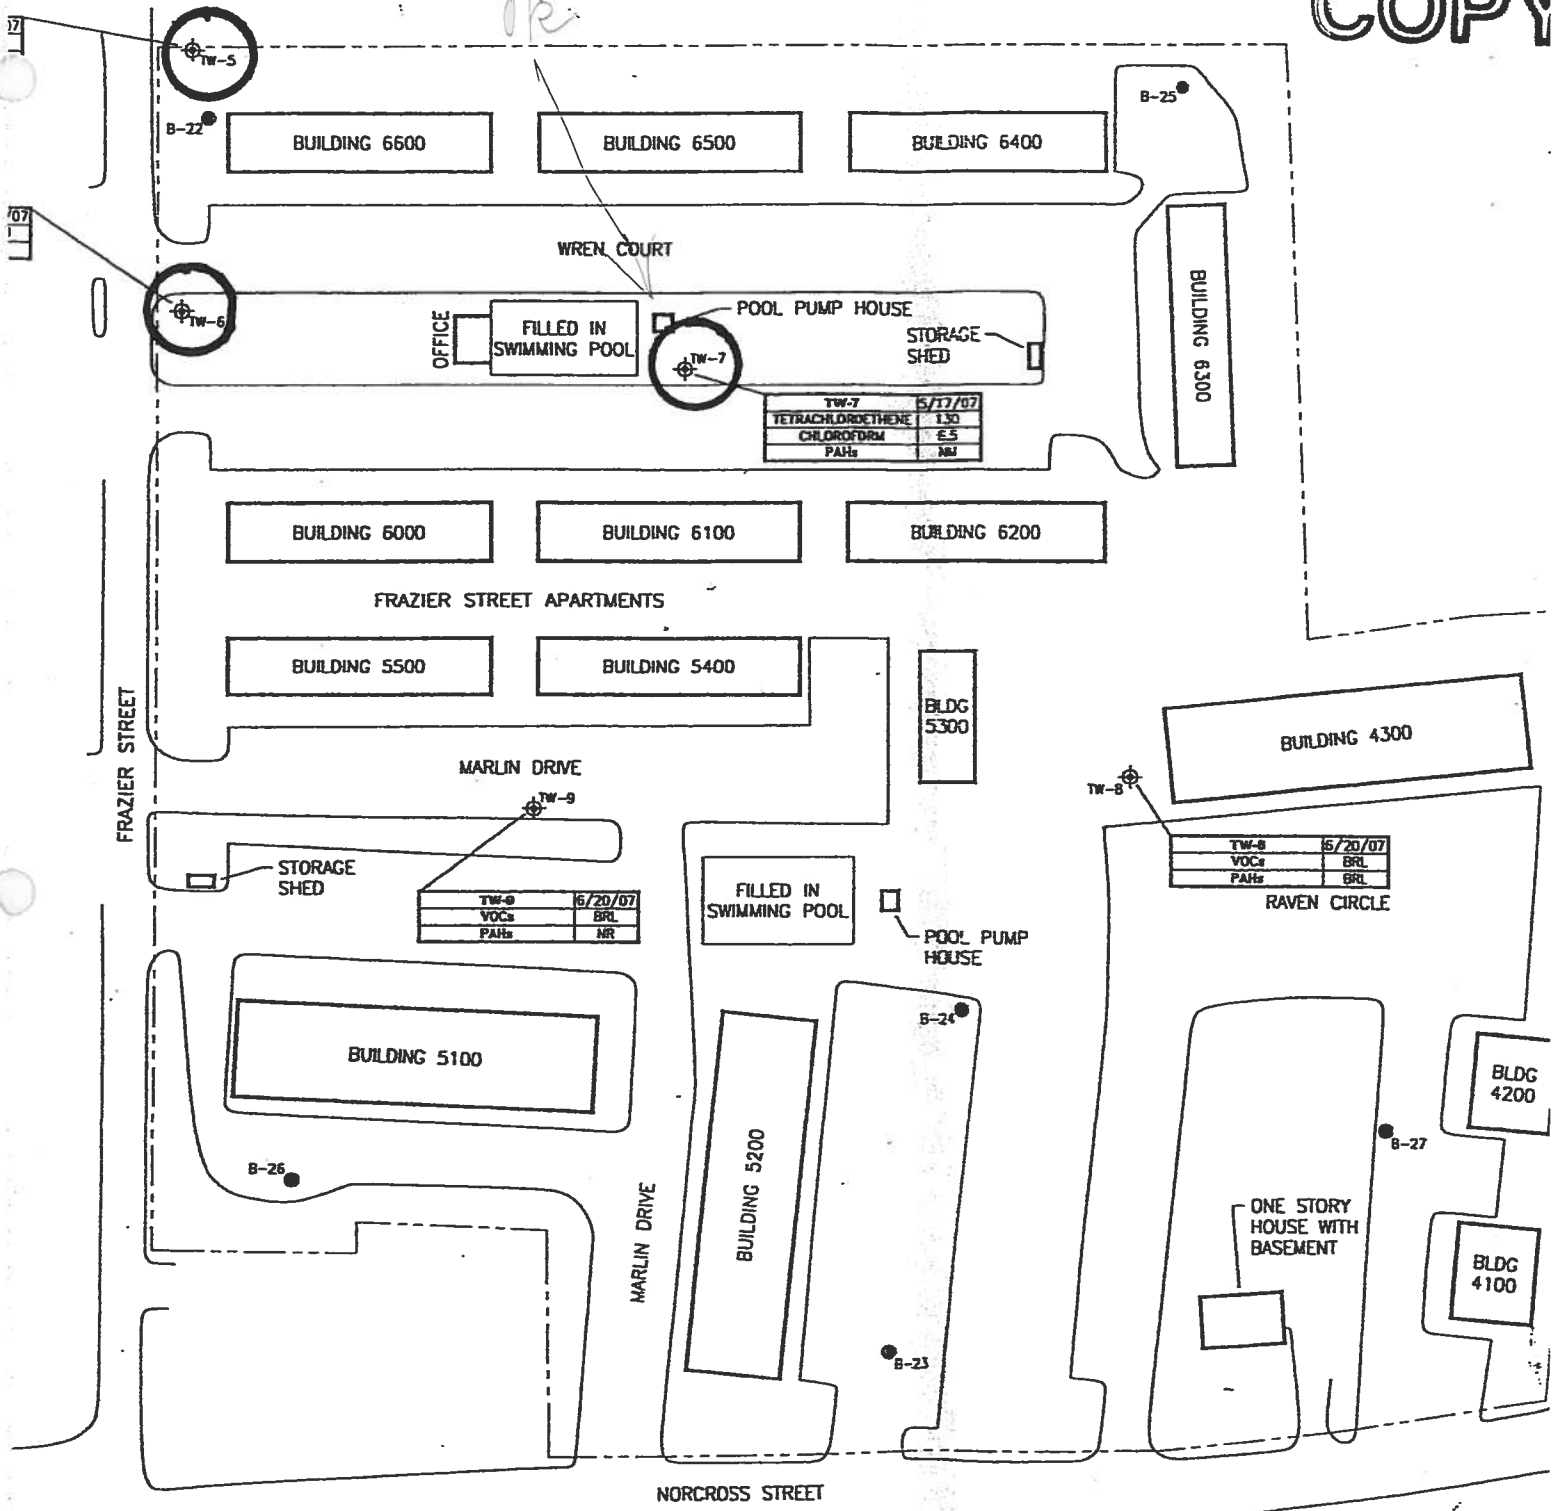 COPY
TW-5
B-25
B-22
BUILDING 6600
BUILDING 6500
BUILDING 6400
/07
WREN COURT
BUILDING 6300
TW-6
OFFICE
FILLED IN
SWIMMING POOL
POOL PUMP HOUSE
STORAGE
SHED
TW-7
TW-7
TETRACHLOROETHENE
CHLOROFORM
PAHs
BUILDING 6000
BUILDING 6100
BUILDING 6200
FRAZIER STREET APARTMENTS
BUILDING 5500
BUILDING 5400
BLDG
5300
BUILDING 4300
FRAZIER STREET
MARLIN DRIVE
TW-9
TW-8
STORAGE
SHED
TW-9 6/20/07
VOCs BRL
PAHs NR
FILLED IN
SWIMMING POOL
POOL PUMP
HOUSE
TW-8 6/20/07
VOCs BRL
PAHs BRL
RAVEN CIRCLE
B-24
BUILDING 5100
BLDG
4200
B-27
B-26
BUILDING 5200
MARLIN DRIVE
ONE STORY
HOUSE WITH
BASEMENT
BLDG
4100
B-23
NORCROSS STREET